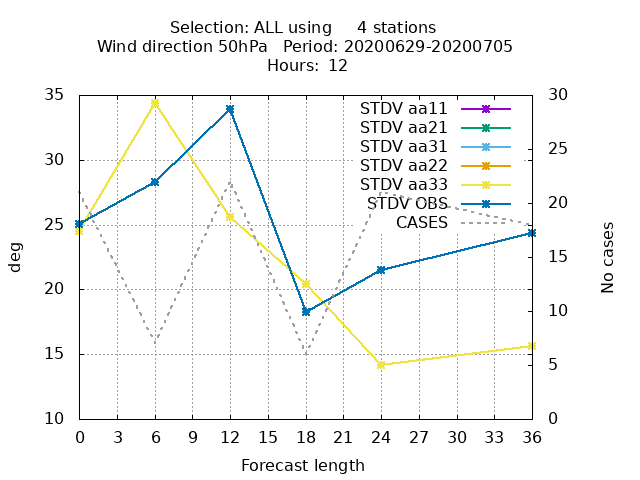 Selection: ALL using     4 stations
Wind direction 50hPa   Period: 20200629-20200705
Hours: 12
35
30
25
20
15
10
30
25
20
15
10
5
0
STDV aa11
STDV aa21
STDV aa31
STDV aa22
STDV aa33
STDV OBS
CASES
deg
No cases
0 3 6 9 12 15 18 21 24 27 30 33 36
Forecast length